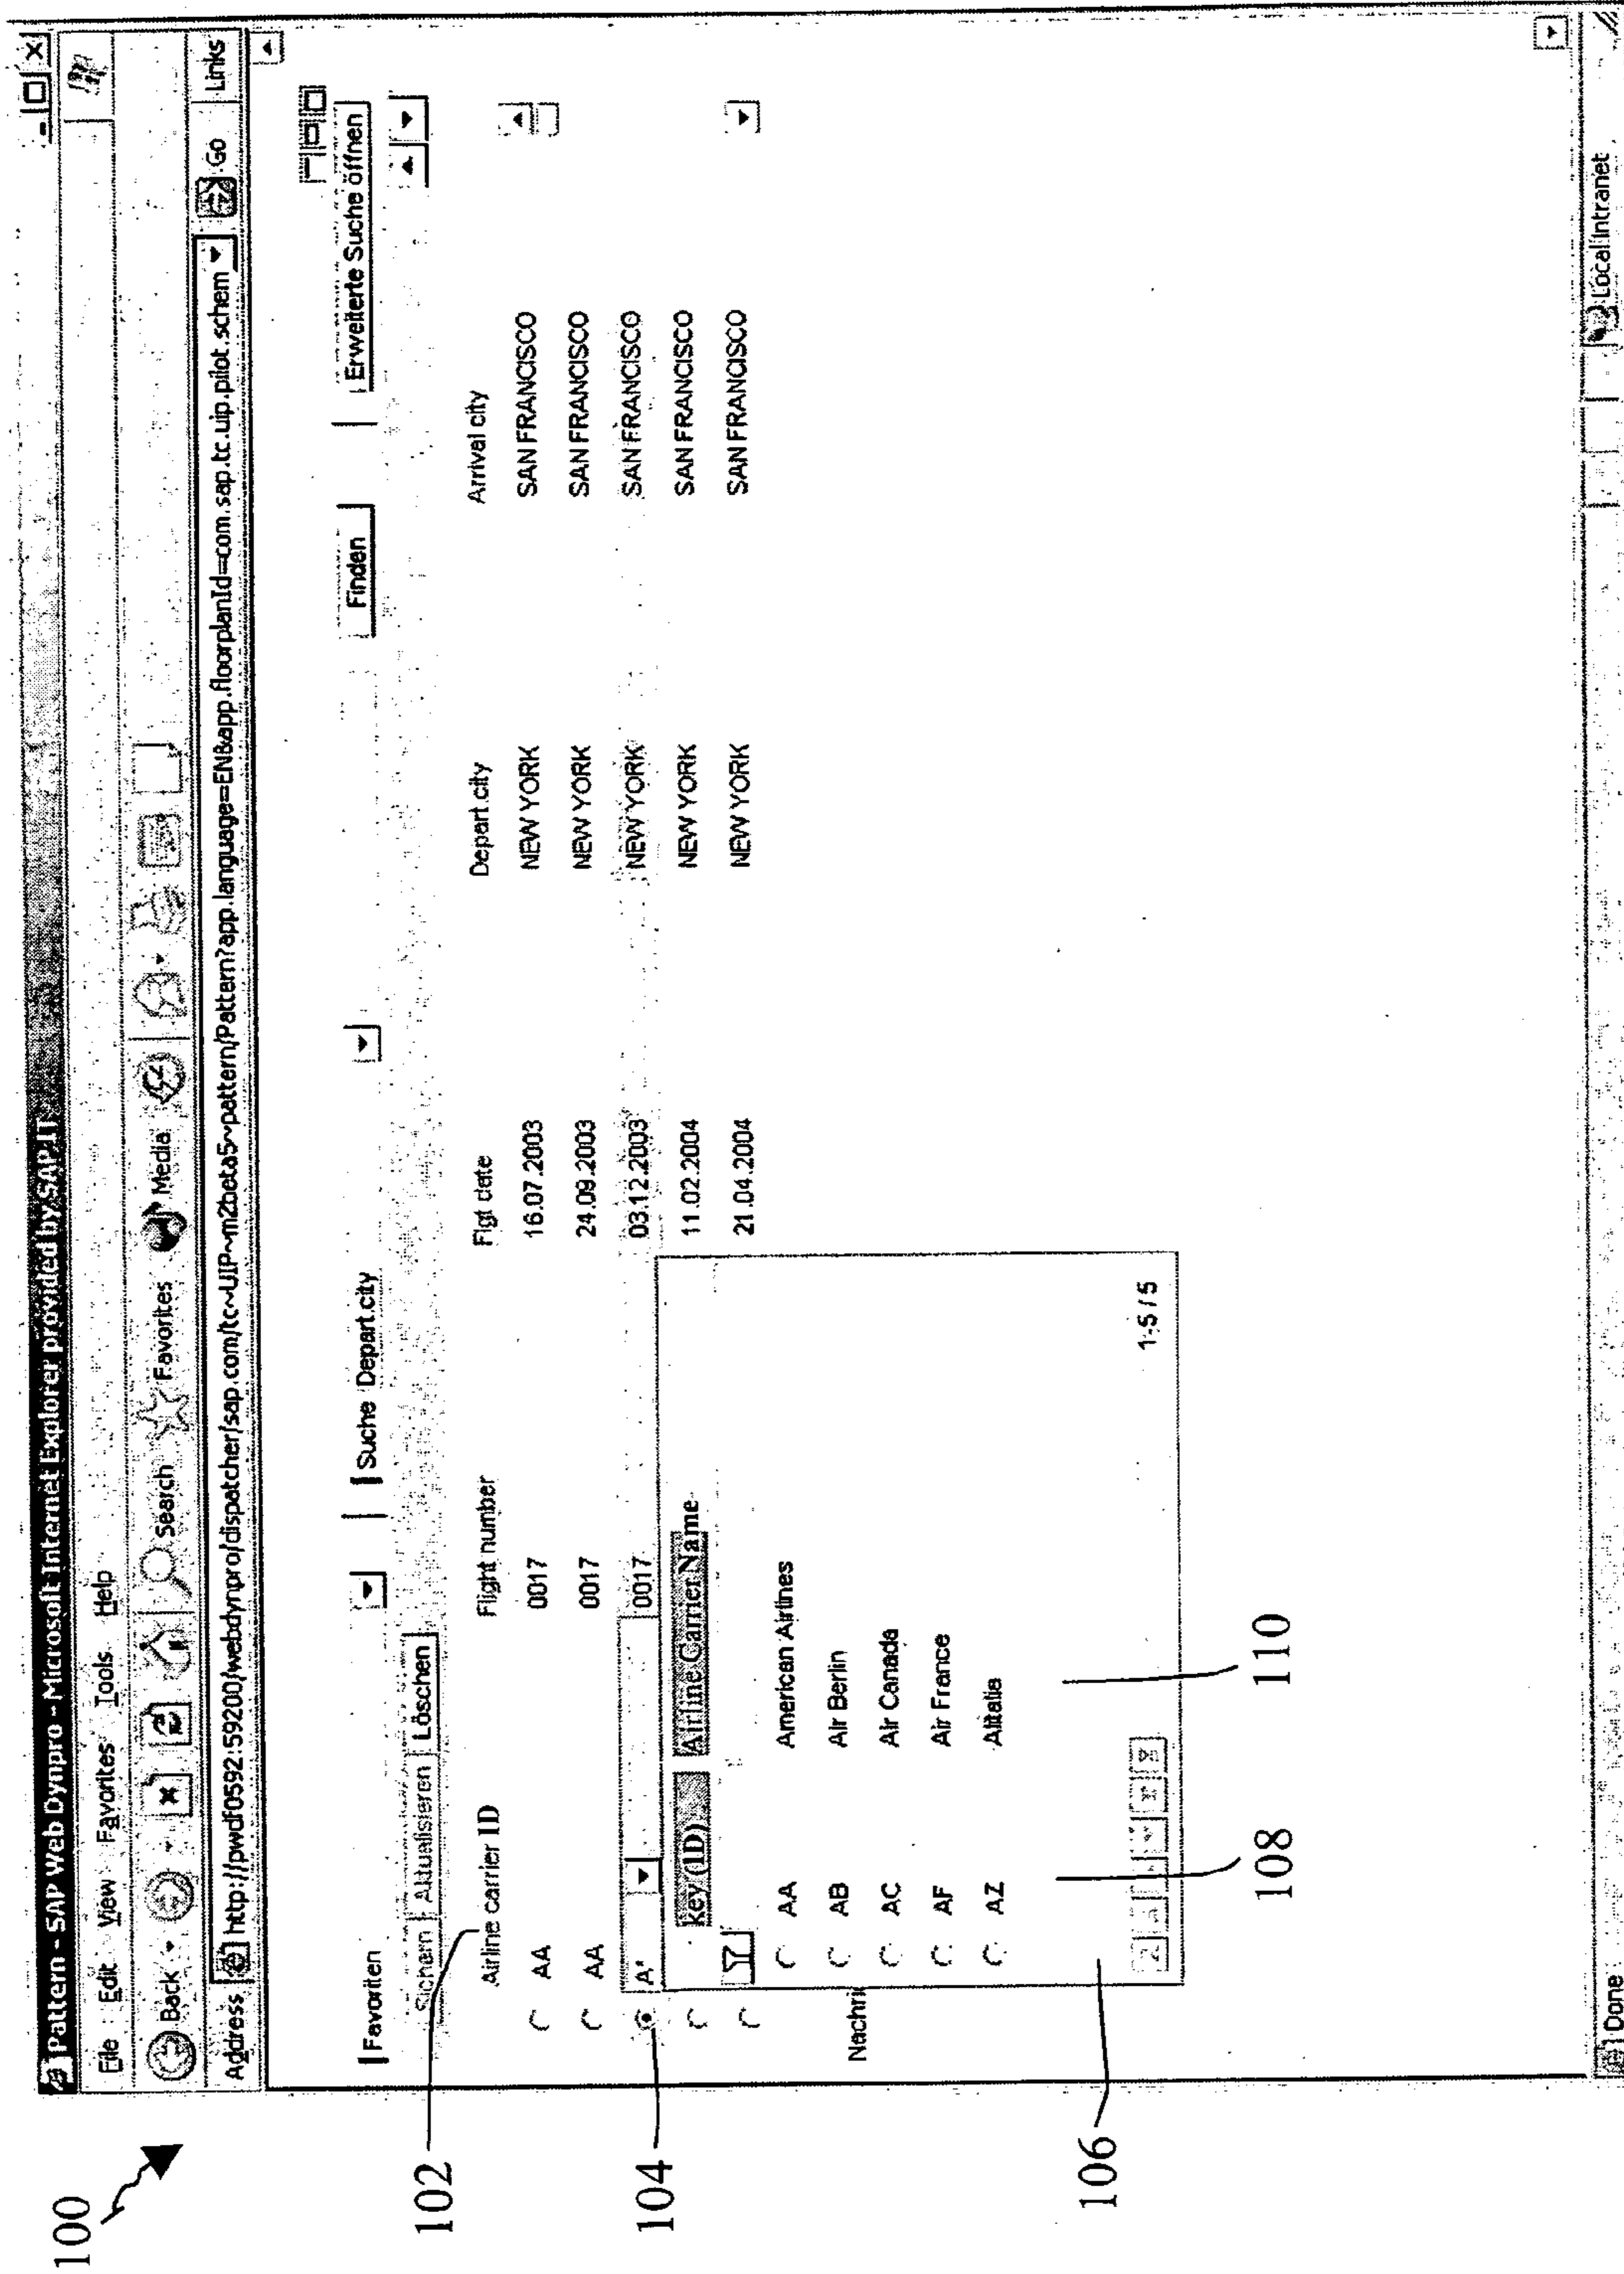 100
Pattern - SAP Web Dynpro - Microsoft Internet Explorer provided by SAP IT
File Edit View Favorites Tools Help
Back Search Favorites Media
Address http://pwdf0592:59200/webdynpro/dispatcher/sap.com/tc~UIP~m2beta5~pattern/Pattern?app.language=EN&app.floorplanId=com.sap.tc.uip.pilot.schem Go Links
Favoriten Suche Depart.city Finden Erweiterte Suche öffnen
Sichern Aktualisieren Löschen
102
Airline carrier ID Flight number Flgt date Depart.city Arrival city
AA 0017 16.07.2003 NEW YORK SAN FRANCISCO
AA 0017 24.09.2003 NEW YORK SAN FRANCISCO
104
A* 0017 03.12.2003 NEW YORK SAN FRANCISCO
key (ID) Airline Carrier Name 11.02.2004 NEW YORK SAN FRANCISCO
21.04.2004 NEW YORK SAN FRANCISCO
AA American Airlines
AB Air Berlin
Nachri
AC Air Canada
AF Air France
AZ Alitalia
106
1-5 / 5
108
110
Done Local intranet